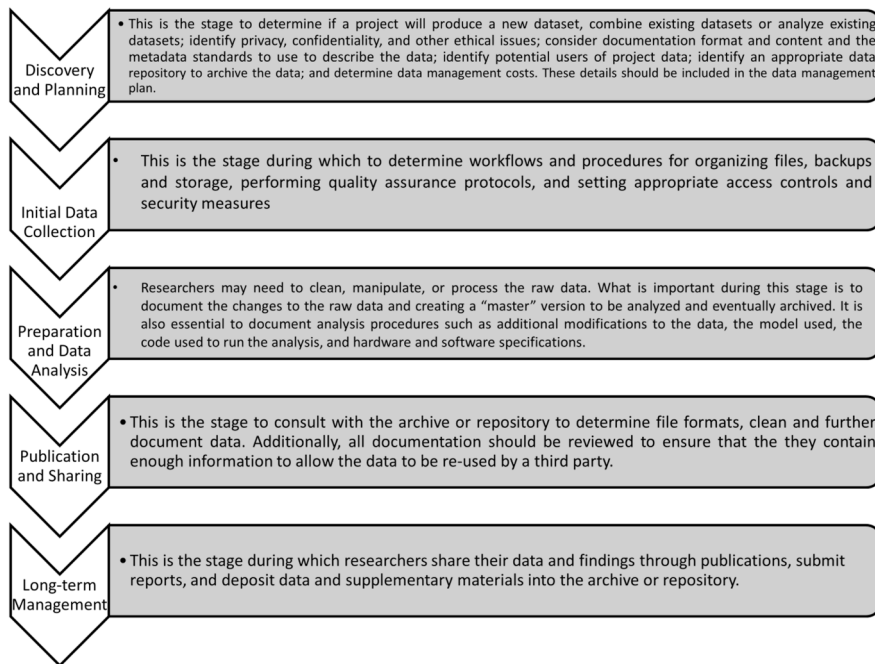 Discovery
and Planning
• This is the stage to determine if a project will produce a new dataset, combine existing datasets or analyze existing
datasets; identify privacy, confidentiality, and other ethical issues; consider documentation format and content and the
metadata standards to use to describe the data; identify potential users of project data; identify an appropriate data
repository to archive the data; and determine data management costs. These details should be included in the data management
plan.
Initial Data
Collection
• This is the stage during which to determine workflows and procedures for organizing files, backups
and storage, performing quality assurance protocols, and setting appropriate access controls and
security measures
Preparation
and Data
Analysis
• Researchers may need to clean, manipulate, or process the raw data. What is important during this stage is to
document the changes to the raw data and creating a “master” version to be analyzed and eventually archived. It is
also essential to document analysis procedures such as additional modifications to the data, the model used, the
code used to run the analysis, and hardware and software specifications.
Publication
and Sharing
• This is the stage to consult with the archive or repository to determine file formats, clean and further
document data. Additionally, all documentation should be reviewed to ensure that the they contain
enough information to allow the data to be re-used by a third party.
Long-term
Management
• This is the stage during which researchers share their data and findings through publications, submit
reports, and deposit data and supplementary materials into the archive or repository.